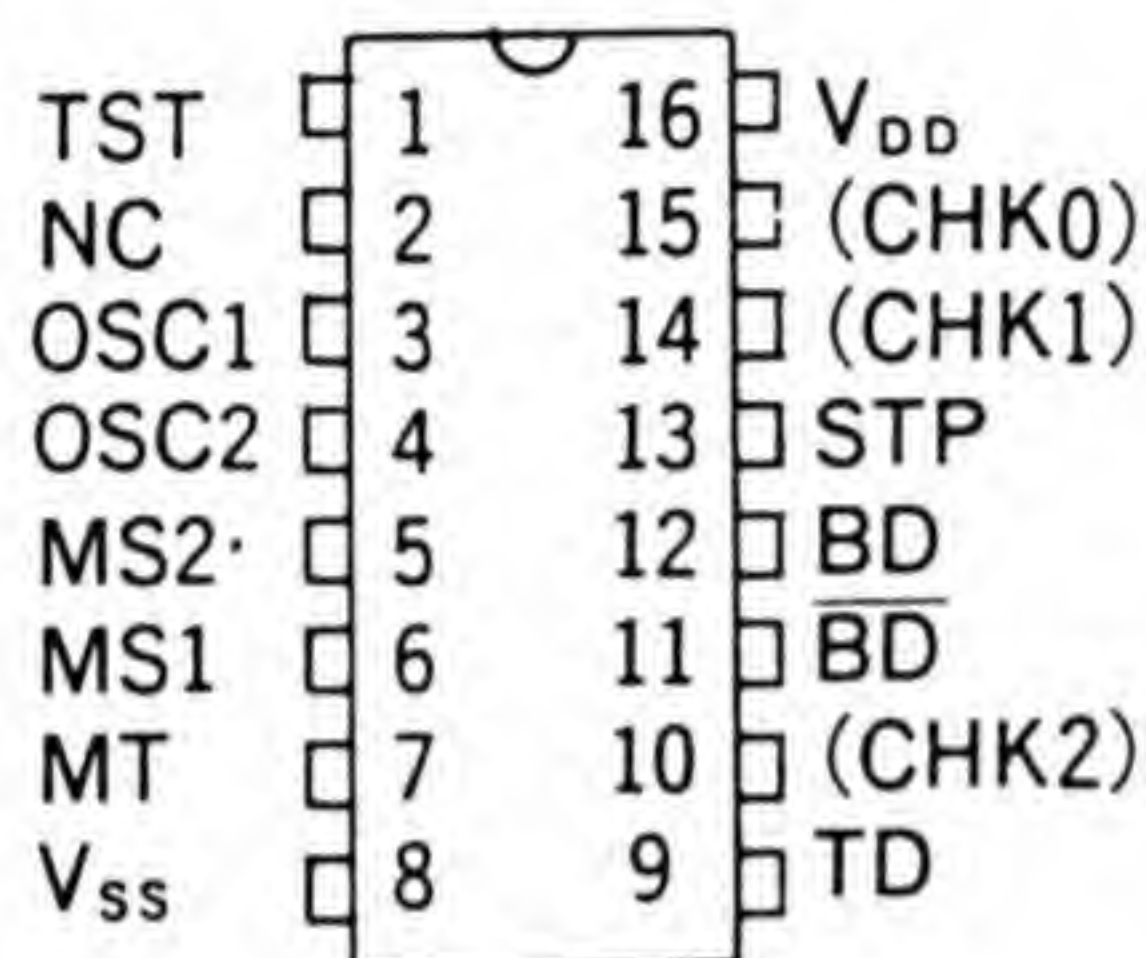 TST 1 16 VDD
NC 2 15 (CHK0)
OSC1 3 14 (CHK1)
OSC2 4 13 STP
MS2· 5 12 BD
MS1 6 11 B̅D̅
MT 7 10 (CHK2)
VSS 8 9 TD